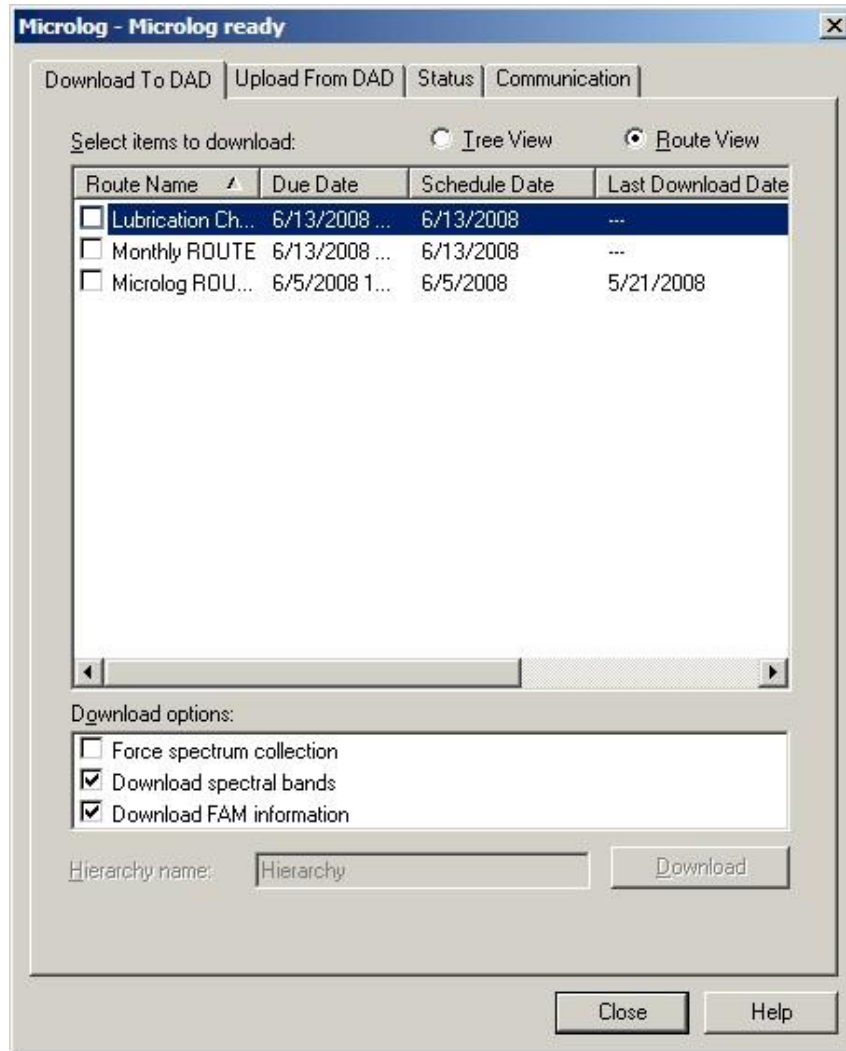 Microlog - Microlog ready
Download To DAD Upload From DAD Status Communication
Select items to download: Tree View Route View
Route Name Due Date Schedule Date Last Download Date
Lubrication Ch... 6/13/2008 ... 6/13/2008 ---
Monthly ROUTE 6/13/2008 ... 6/13/2008 ---
Microlog ROU... 6/5/2008 1... 6/5/2008 5/21/2008
Download options:
Force spectrum collection
Download spectral bands
Download FAM information
Hierarchy name: Hierarchy Download
Close Help